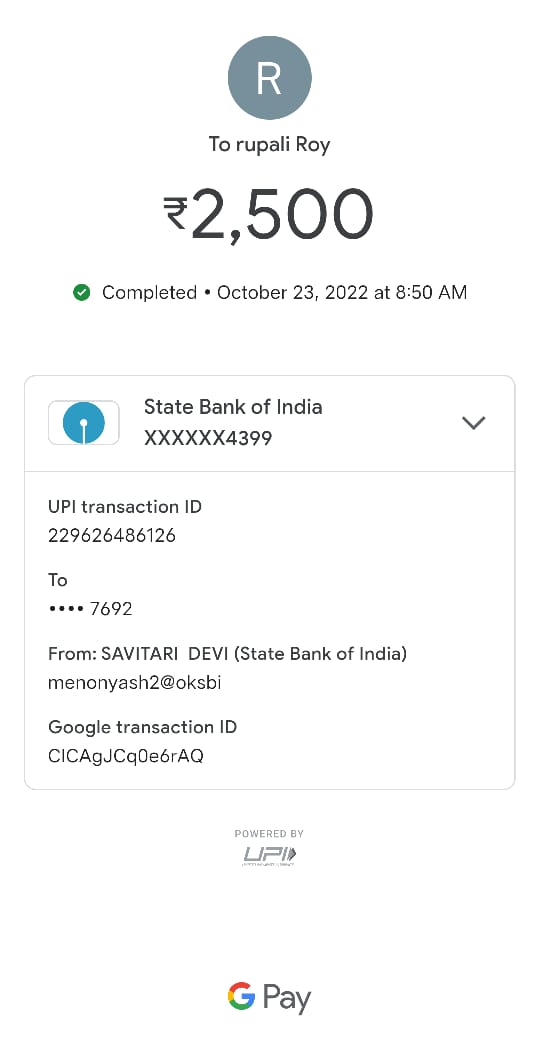 R
To rupali Roy
₹2,500
Completed • October 23, 2022 at 8:50 AM
State Bank of India
XXXXXX4399
UPI transaction ID
229626486126
To
•••• 7692
From: SAVITARI DEVI (State Bank of India)
menonyash2@oksbi
Google transaction ID
CICAgJCq0e6rAQ
POWERED BY
UPI
G Pay